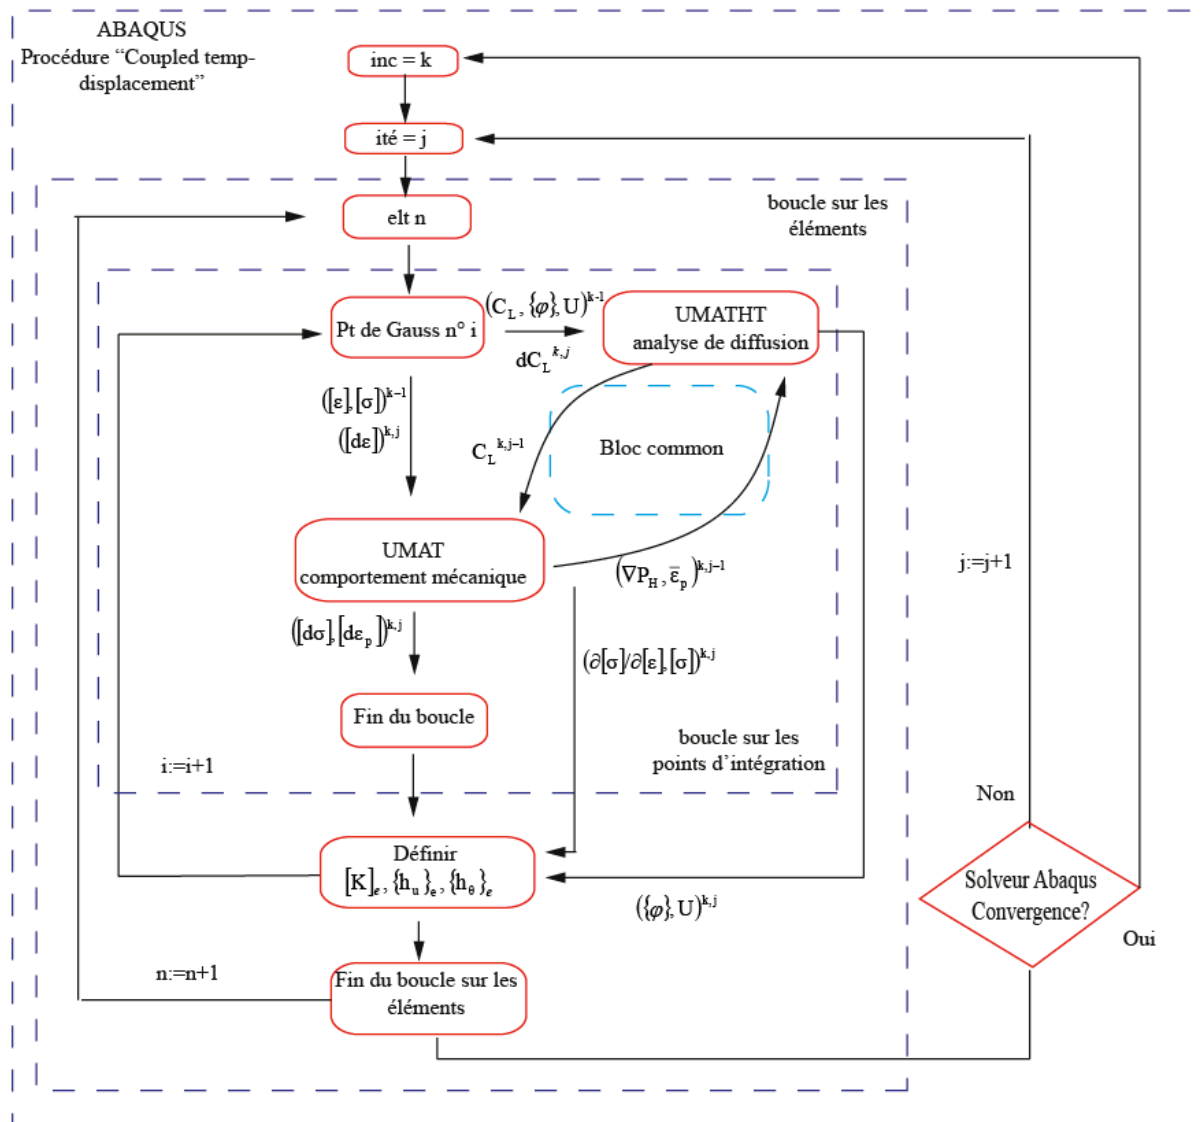 ABAQUS
Procédure “Coupled temp-
displacement”
inc = k
ité = j
elt n
boucle sur les
éléments
Pt de Gauss n° i
(C_L, {φ}, U)^{k-1}
dC_L^{k,j}
UMATHT
analyse de diffusion
([ε],[σ])^{k−1}
([dε])^{k,j}
C_L^{k,j−1}
Bloc common
UMAT
comportement mécanique
(∇P_H, ε̄_p)^{k,j−1}
j:=j+1
([dσ],[dε_p])^{k,j}
(∂[σ]/∂[ε],[σ])^{k,j}
Fin du boucle
boucle sur les
points d’intégration
i:=i+1
Non
Définir
[K]_e, {h_u}_e, {h_θ}_e
({φ}, U)^{k,j}
Solveur Abaqus
Convergence?
Oui
n:=n+1
Fin du boucle sur les
éléments